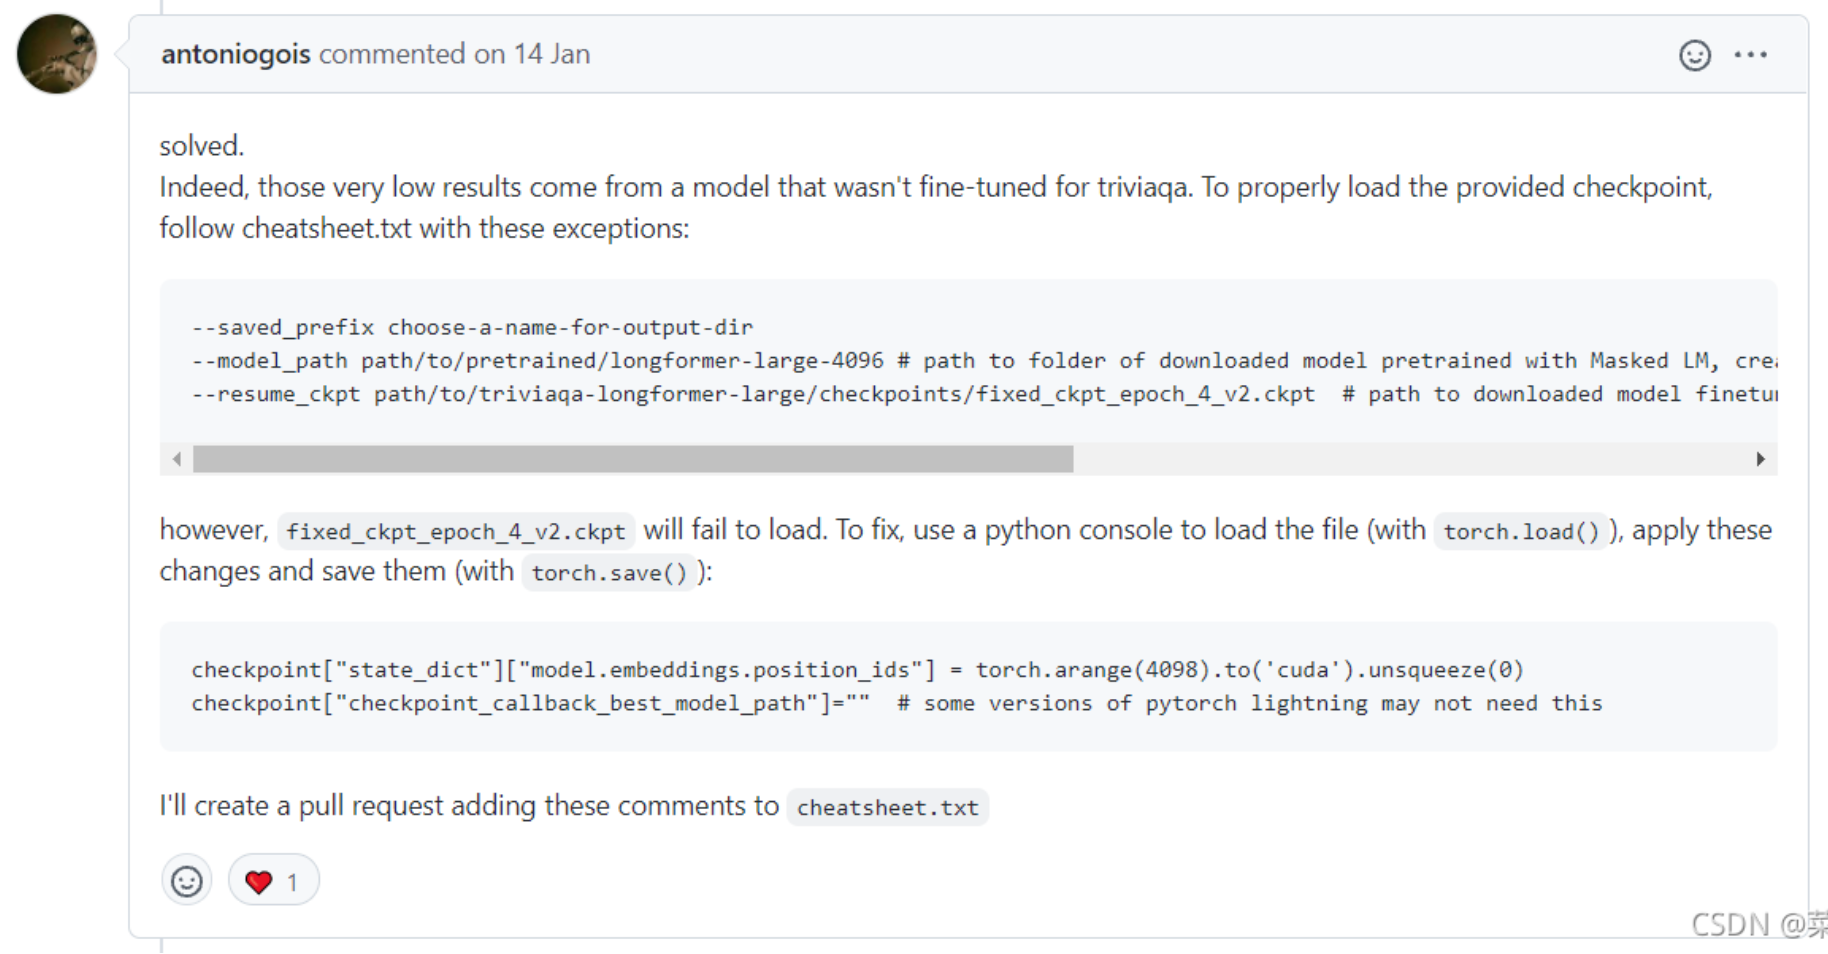 antoniogois commented on 14 Jan
solved.
Indeed, those very low results come from a model that wasn't fine-tuned for triviaqa. To properly load the provided checkpoint,
follow cheatsheet.txt with these exceptions:
--saved_prefix choose-a-name-for-output-dir
--model_path path/to/pretrained/longformer-large-4096 # path to folder of downloaded model pretrained with Masked LM,
--resume_ckpt path/to/triviaqa-longformer-large/checkpoints/fixed_ckpt_epoch_4_v2.ckpt  # path to downloaded model
however, fixed_ckpt_epoch_4_v2.ckpt will fail to load. To fix, use a python console to load the file (with torch.load() ), apply these
changes and save them (with torch.save() ):
checkpoint["state_dict"]["model.embeddings.position_ids"] = torch.arange(4098).to('cuda').unsqueeze(0)
checkpoint["checkpoint_callback_best_model_path"]=""  # some versions of pytorch lightning may not need this
I'll create a pull request adding these comments to cheatsheet.txt
1
CSDN @菜